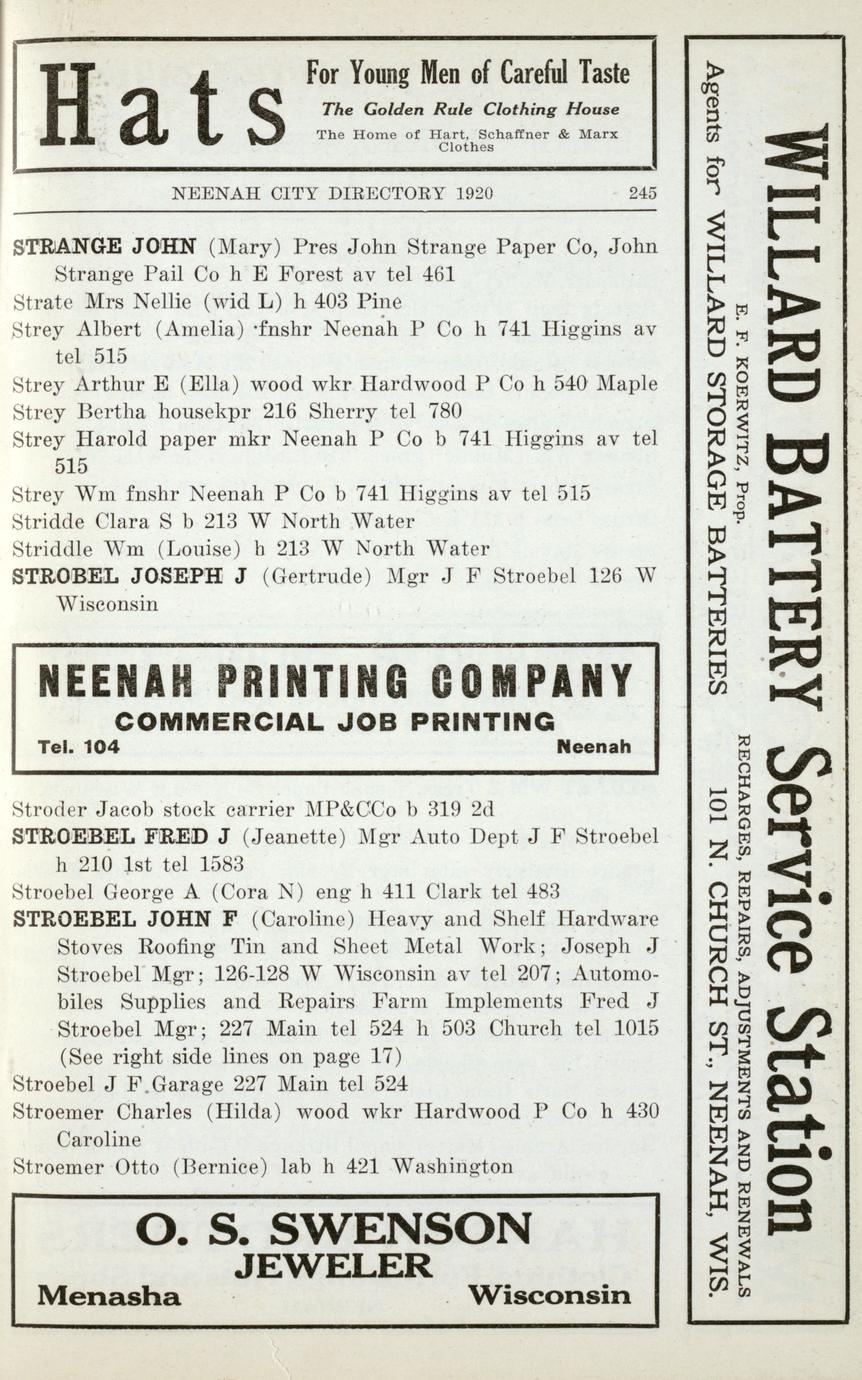 Hats
For Young Men of Careful Taste
The Golden Rule Clothing House
The Home of Hart, Schaffner & Marx
Clothes
NEENAH CITY DIRECTORY 1920 245
STRANGE JOHN (Mary) Pres John Strange Paper Co, John
Strange Pail Co h E Forest av tel 461
Strate Mrs Nellie (wid L) h 403 Pine
Strey Albert (Amelia) fnshr Neenah P Co h 741 Higgins av
tel 515
Strey Arthur E (Ella) wood wkr Hardwood P Co h 540 Maple
Strey Bertha housekpr 216 Sherry tel 780
Strey Harold paper mkr Neenah P Co b 741 Higgins av tel
515
Strey Wm fnshr Neenah P Co b 741 Higgins av tel 515
Stridde Clara S b 213 W North Water
Striddle Wm (Louise) h 213 W North Water
STROBEL JOSEPH J (Gertrude) Mgr J F Stroebel 126 W
Wisconsin
NEENAH PRINTING COMPANY
COMMERCIAL JOB PRINTING
Tel. 104 Neenah
Stroder Jacob stock carrier MP&CCo b 319 2d
STROEBEL FRED J (Jeanette) Mgr Auto Dept J F Stroebel
h 210 1st tel 1583
Stroebel George A (Cora N) eng h 411 Clark tel 483
STROEBEL JOHN F (Caroline) Heavy and Shelf Hardware
Stoves Roofing Tin and Sheet Metal Work; Joseph J
Stroebel Mgr; 126-128 W Wisconsin av tel 207; Automo-
biles Supplies and Repairs Farm Implements Fred J
Stroebel Mgr; 227 Main tel 524 h 503 Church tel 1015
(See right side lines on page 17)
Stroebel J F Garage 227 Main tel 524
Stroemer Charles (Hilda) wood wkr Hardwood P Co h 430
Caroline
Stroemer Otto (Bernice) lab h 421 Washington
O. S. SWENSON
JEWELER
Menasha Wisconsin
WILLARD BATTERY Service Station
E. F. KOERWITZ, Prop. RECHARGES, REPAIRS, ADJUSTMENTS AND RENEWALS
Agents for WILLARD STORAGE BATTERIES 101 N. CHURCH ST., NEENAH, WIS.